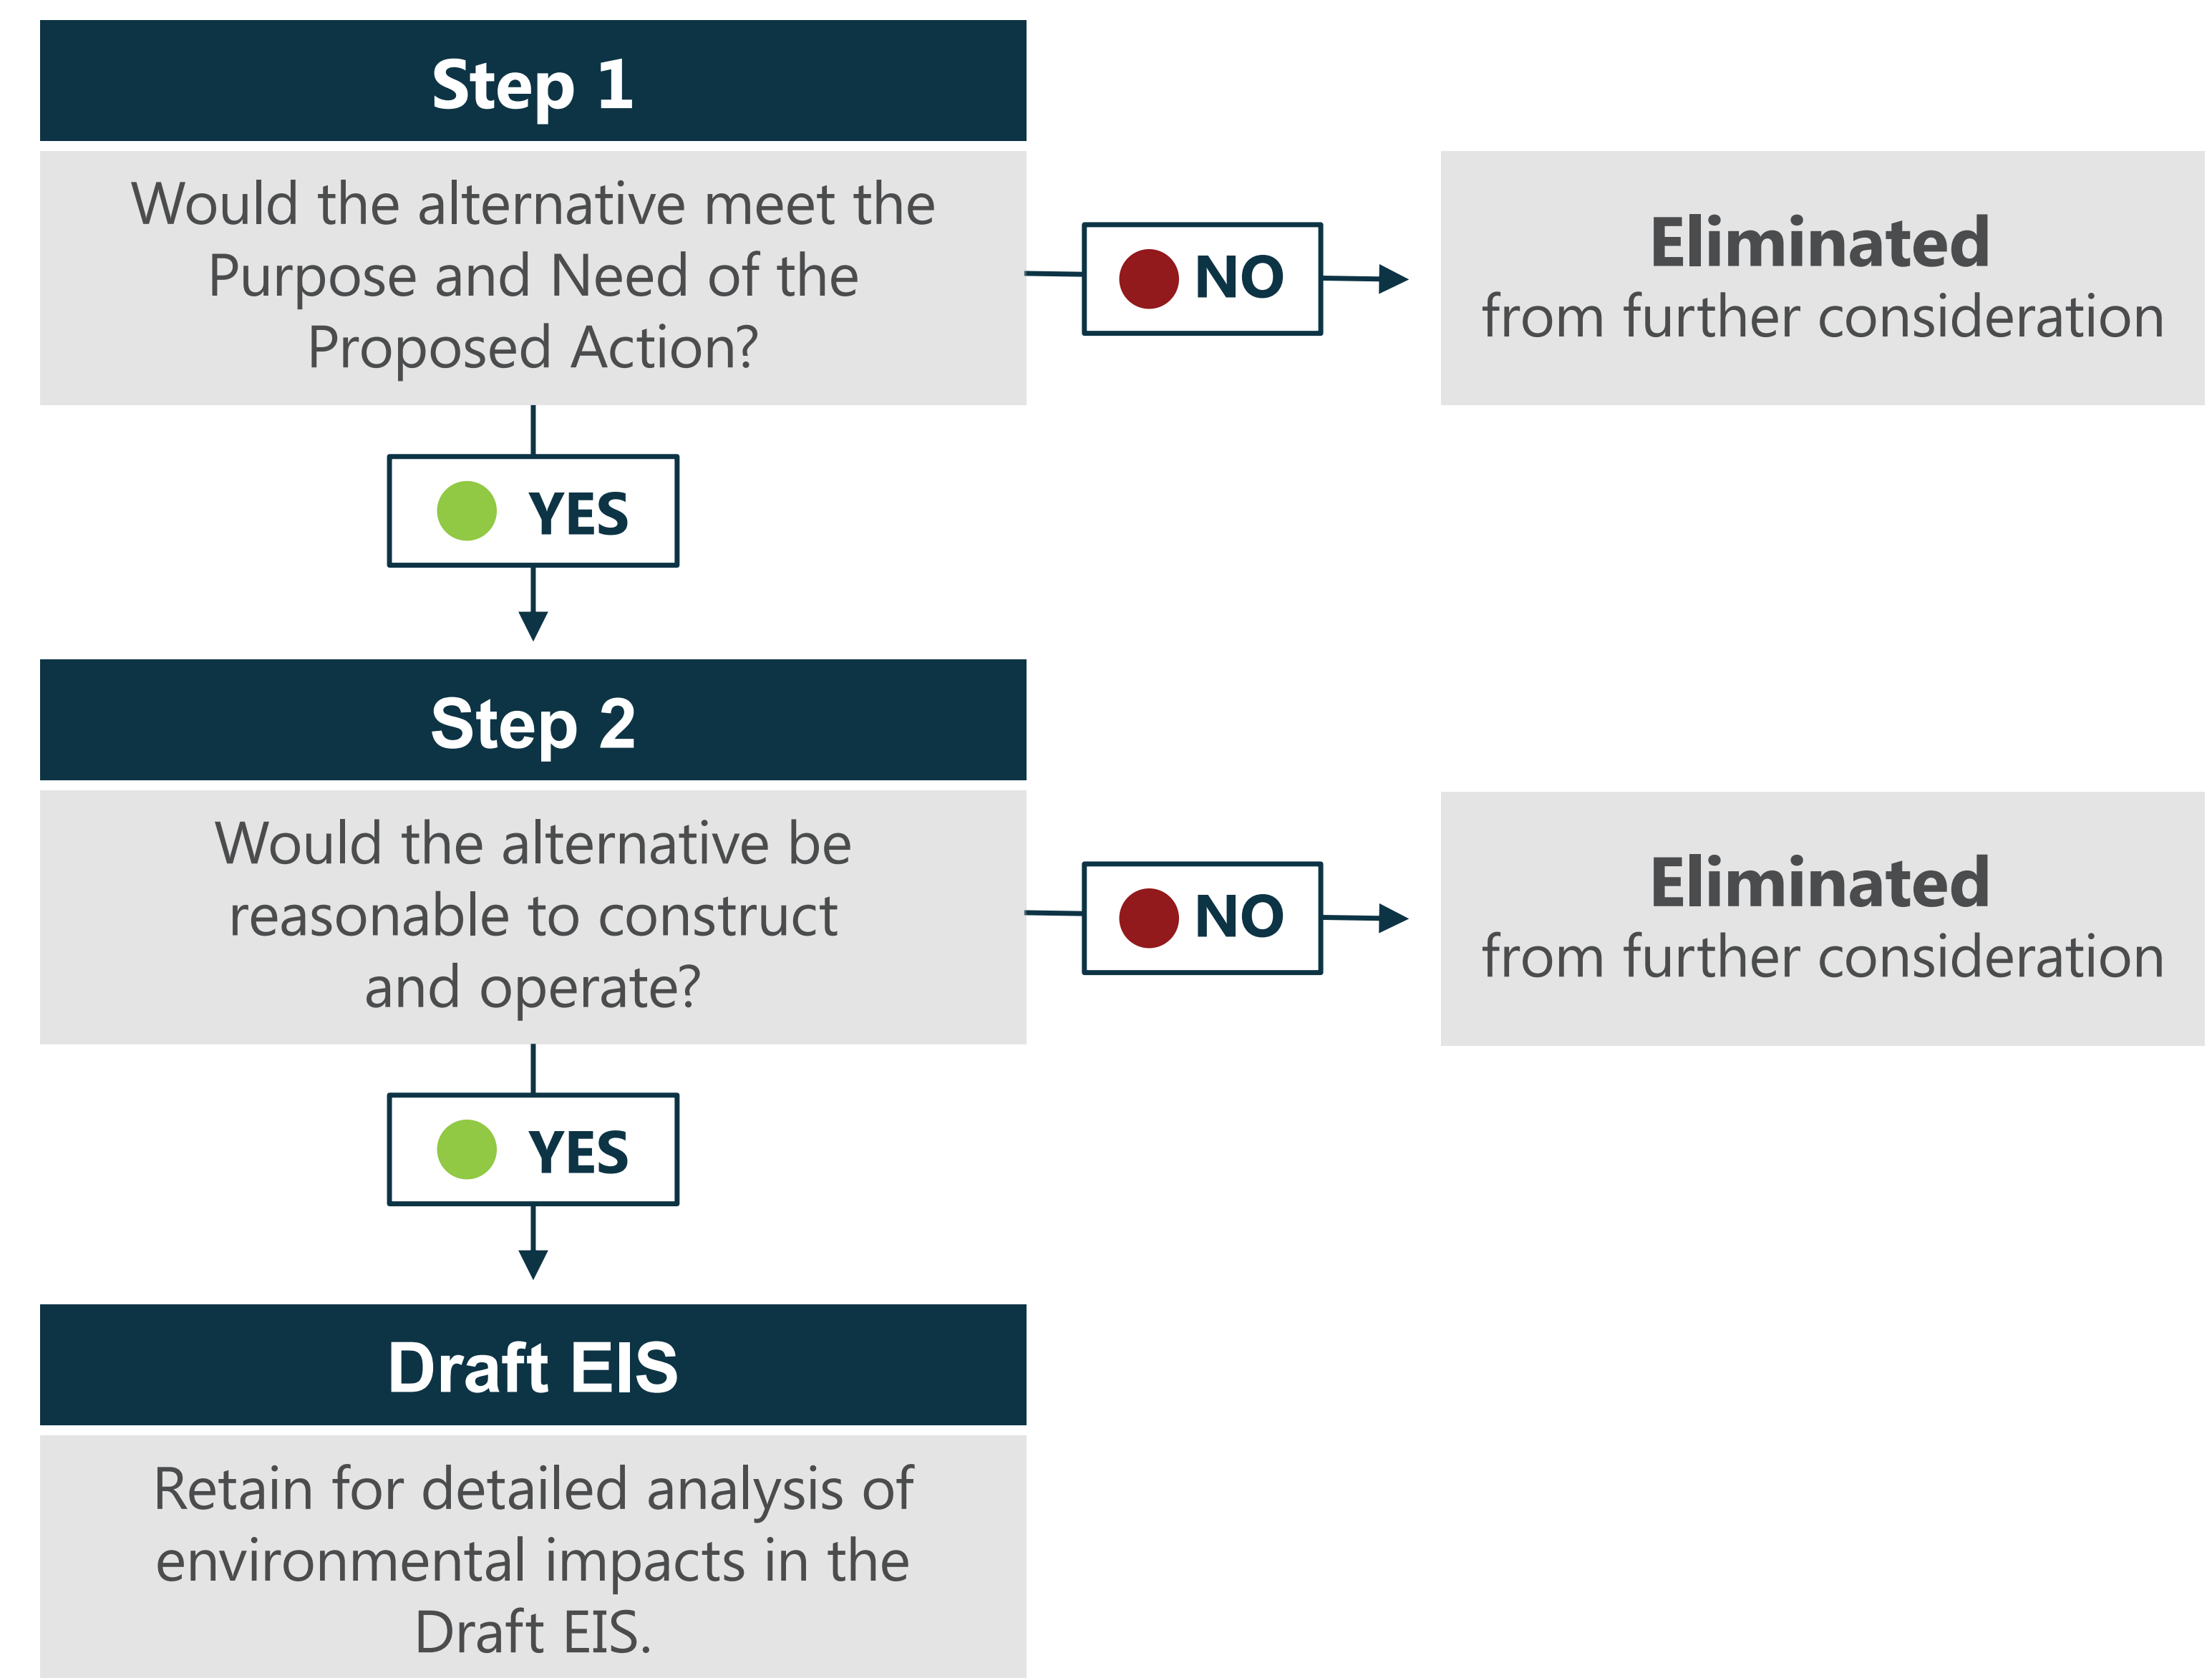 Step 1
Would the alternative meet the
Purpose and Need of the
Proposed Action?
NO
Eliminated
from further consideration
YES
Step 2
Would the alternative be
reasonable to construct
and operate?
NO
Eliminated
from further consideration
YES
Draft EIS
Retain for detailed analysis of
environmental impacts in the
Draft EIS.